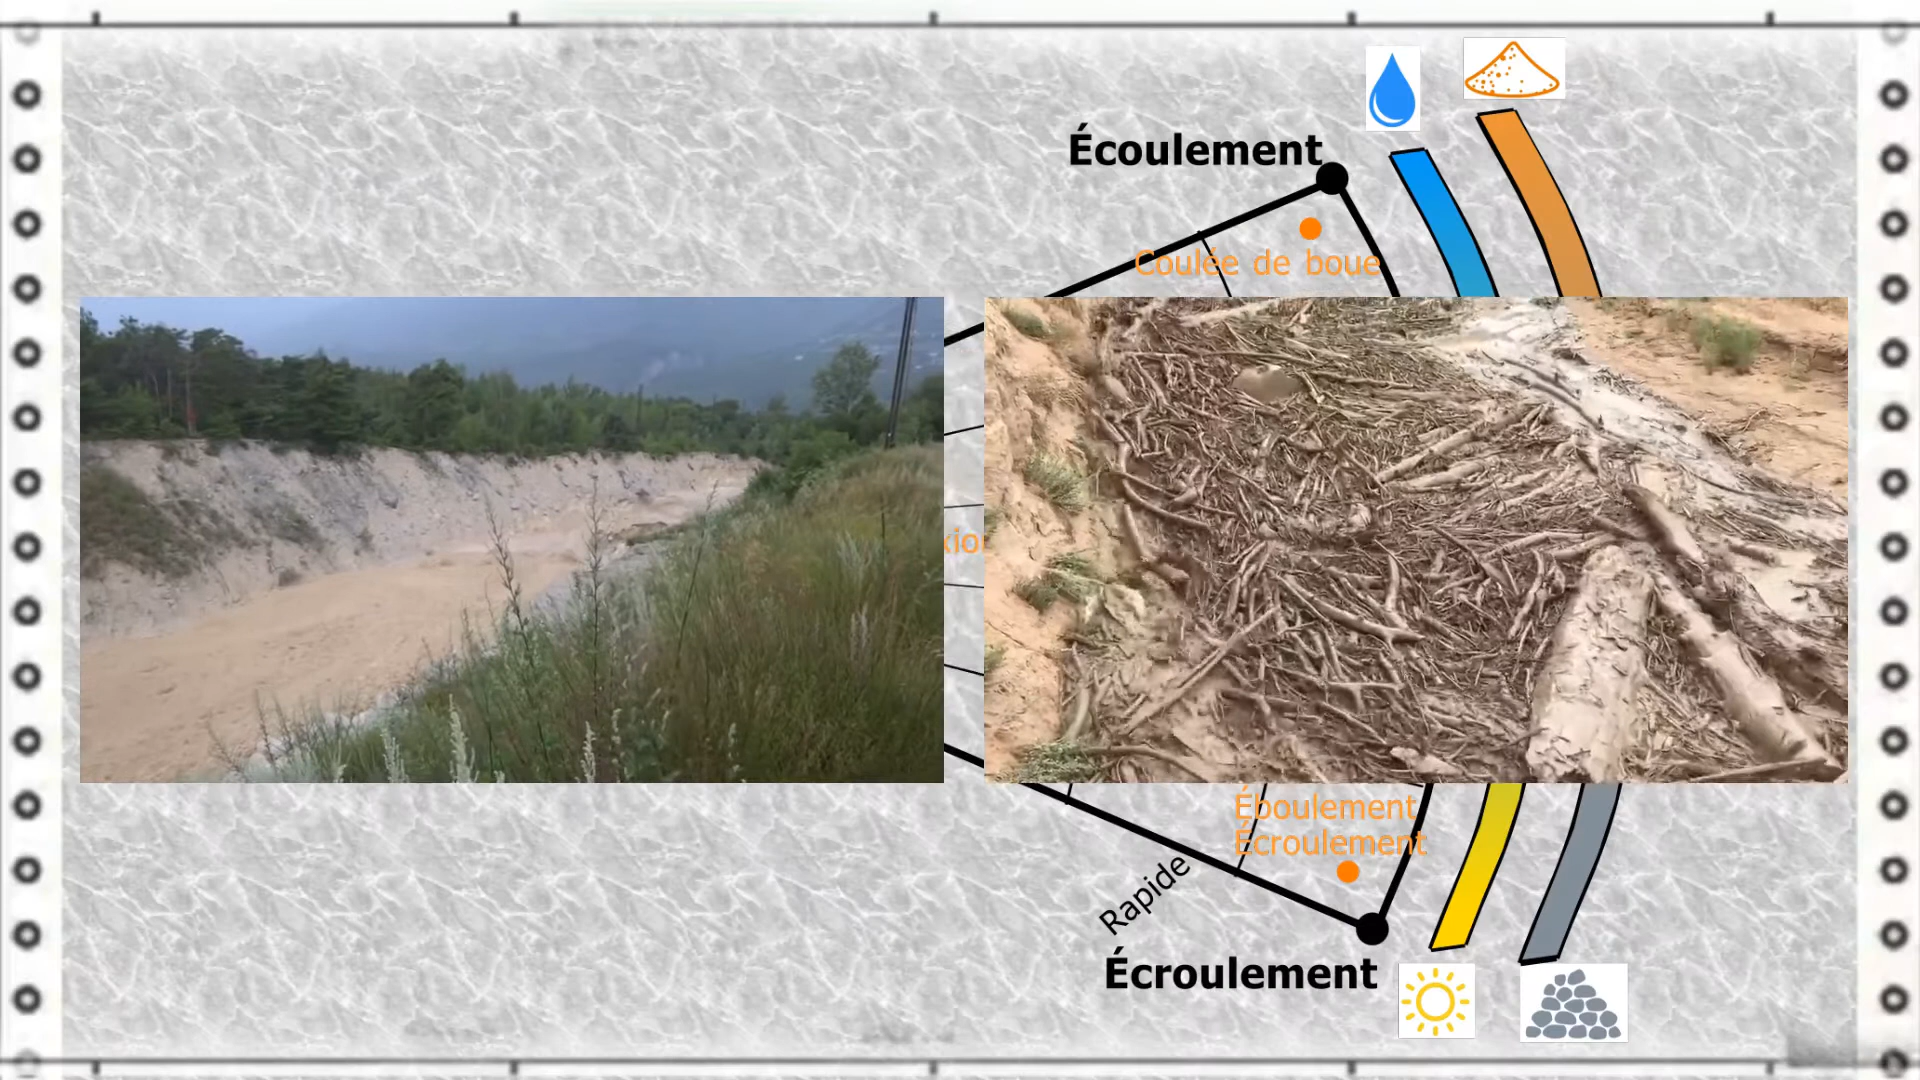 Écoulement
Coulée de boue
Éboulement
Écroulement
Rapide
Écroulement